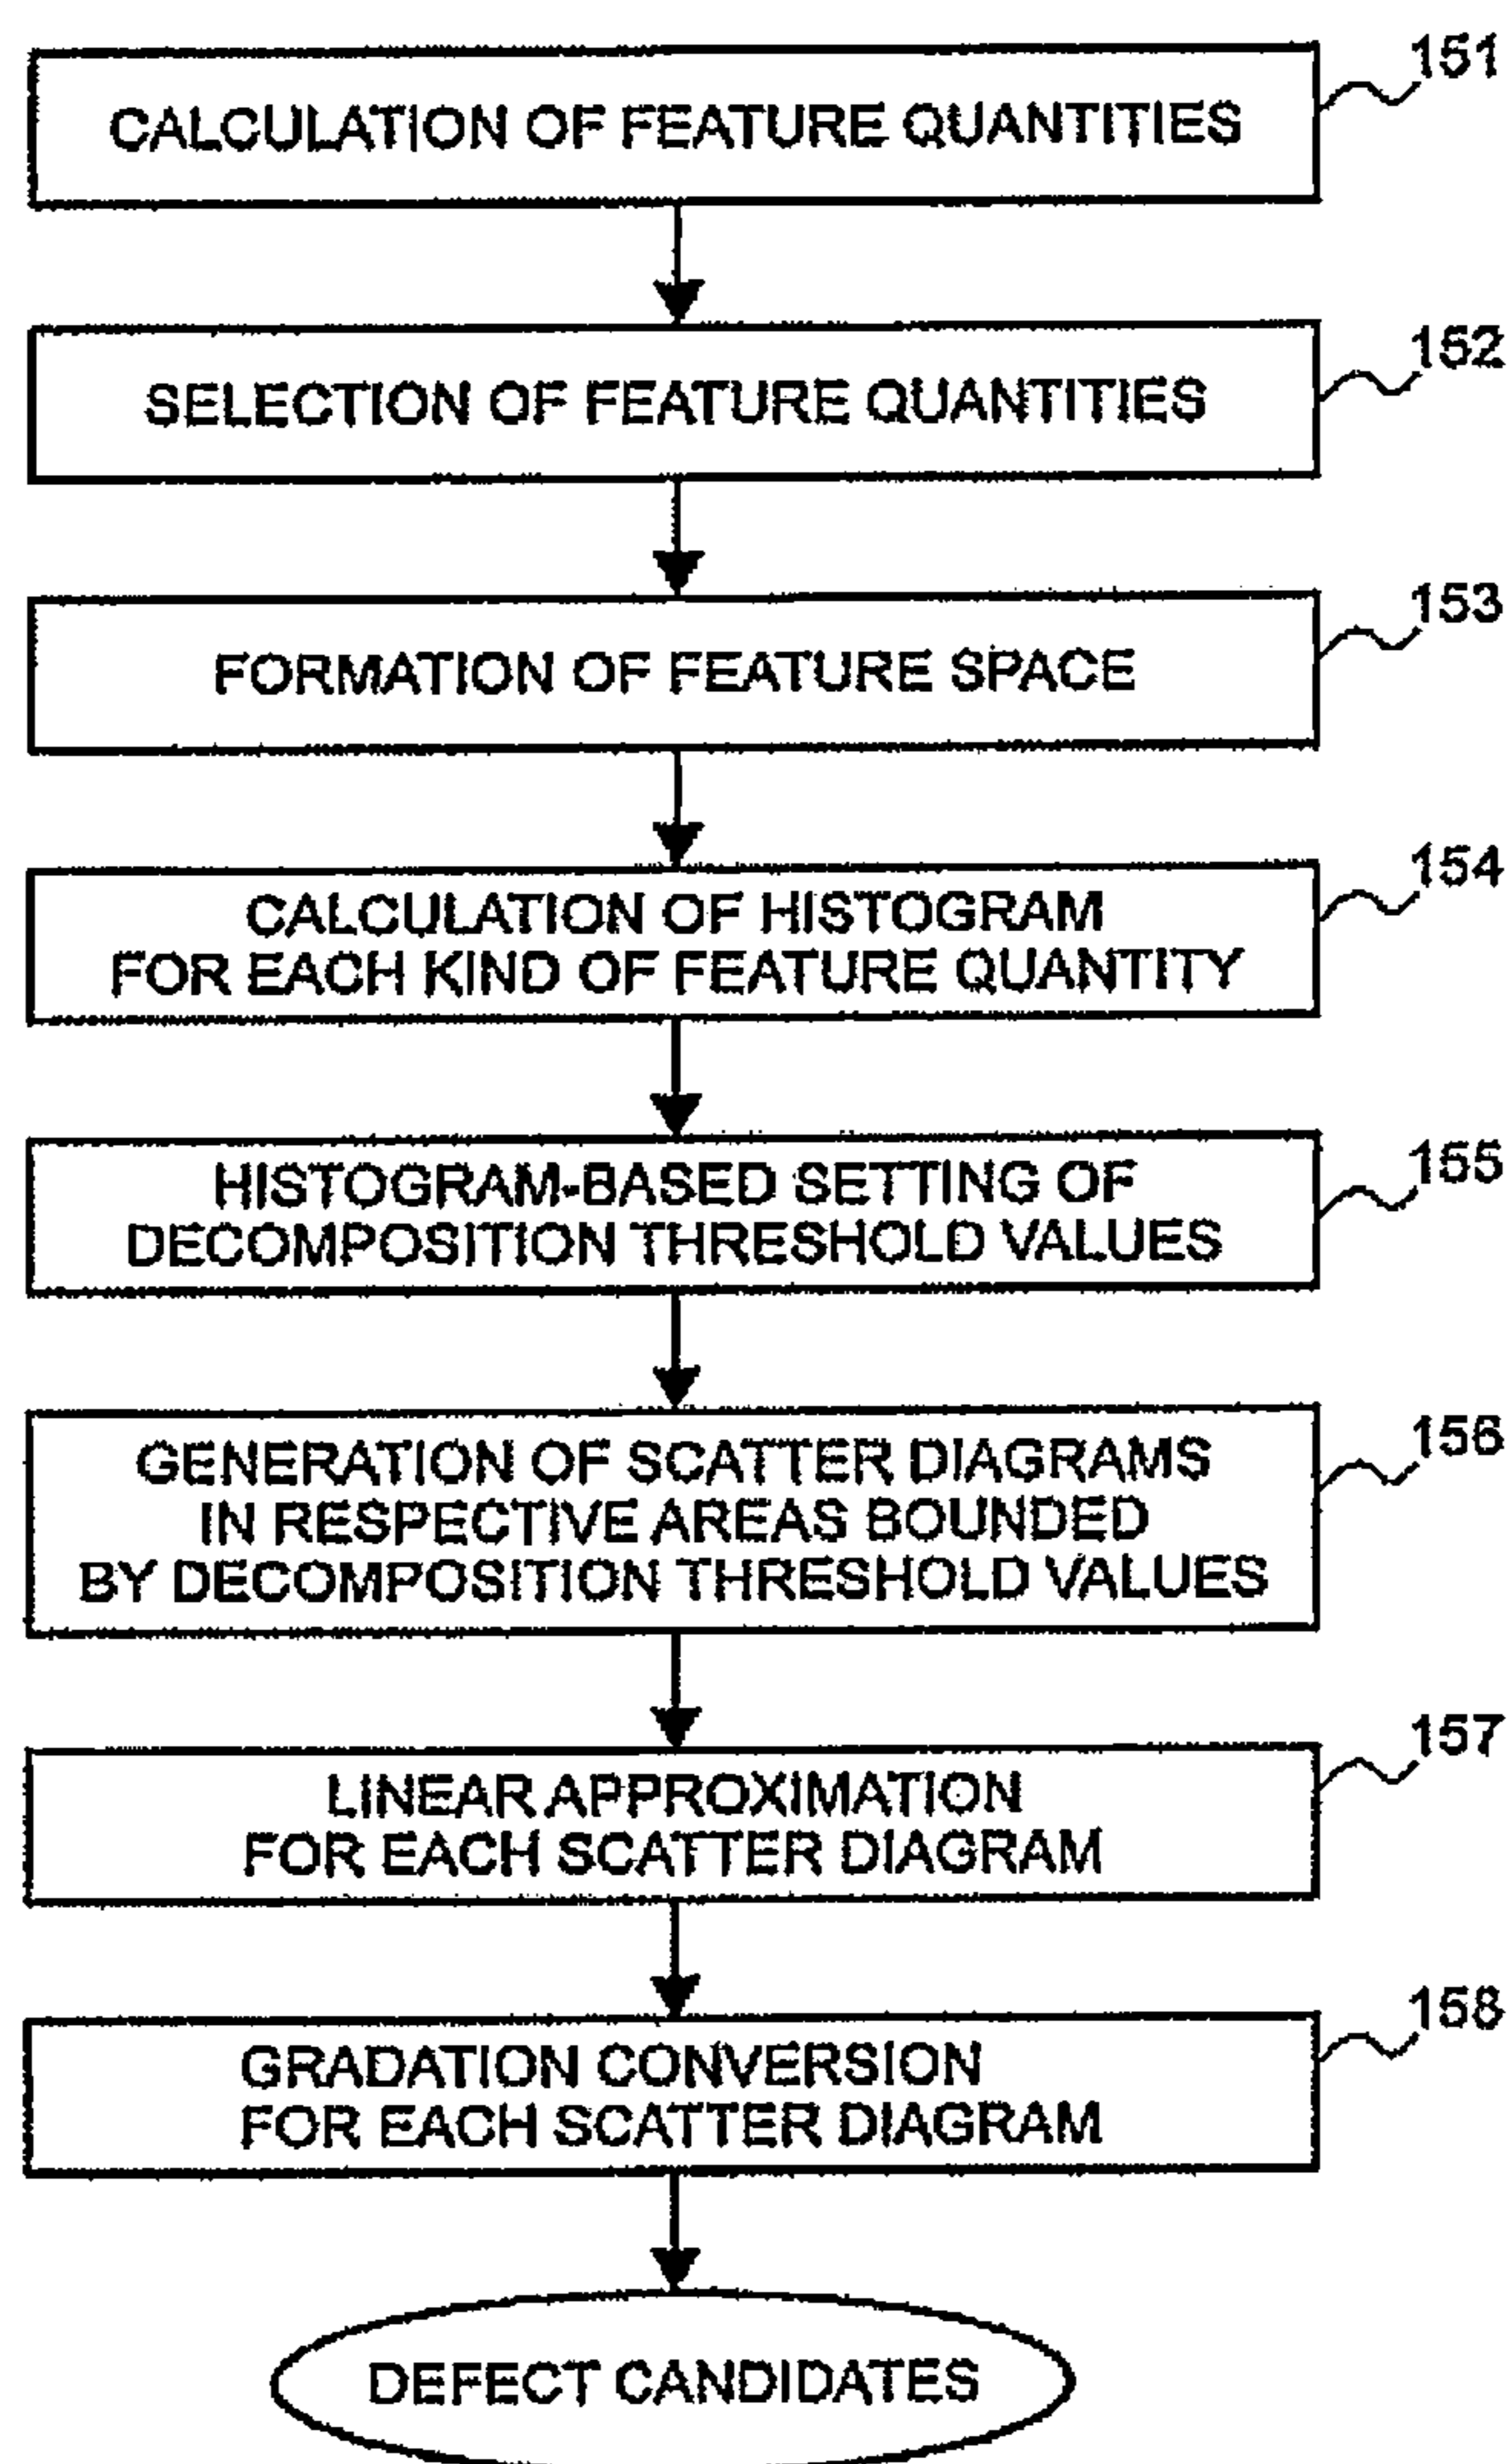 151
CALCULATION OF FEATURE QUANTITIES
152
SELECTION OF FEATURE QUANTITIES
153
FORMATION OF FEATURE SPACE
154
CALCULATION OF HISTOGRAM
FOR EACH KIND OF FEATURE QUANTITY
155
HISTOGRAM-BASED SETTING OF
DECOMPOSITION THRESHOLD VALUES
156
GENERATION OF SCATTER DIAGRAMS
IN RESPECTIVE AREAS BOUNDED
BY DECOMPOSITION THRESHOLD VALUES
157
LINEAR APPROXIMATION
FOR EACH SCATTER DIAGRAM
158
GRADATION CONVERSION
FOR EACH SCATTER DIAGRAM
DEFECT CANDIDATES